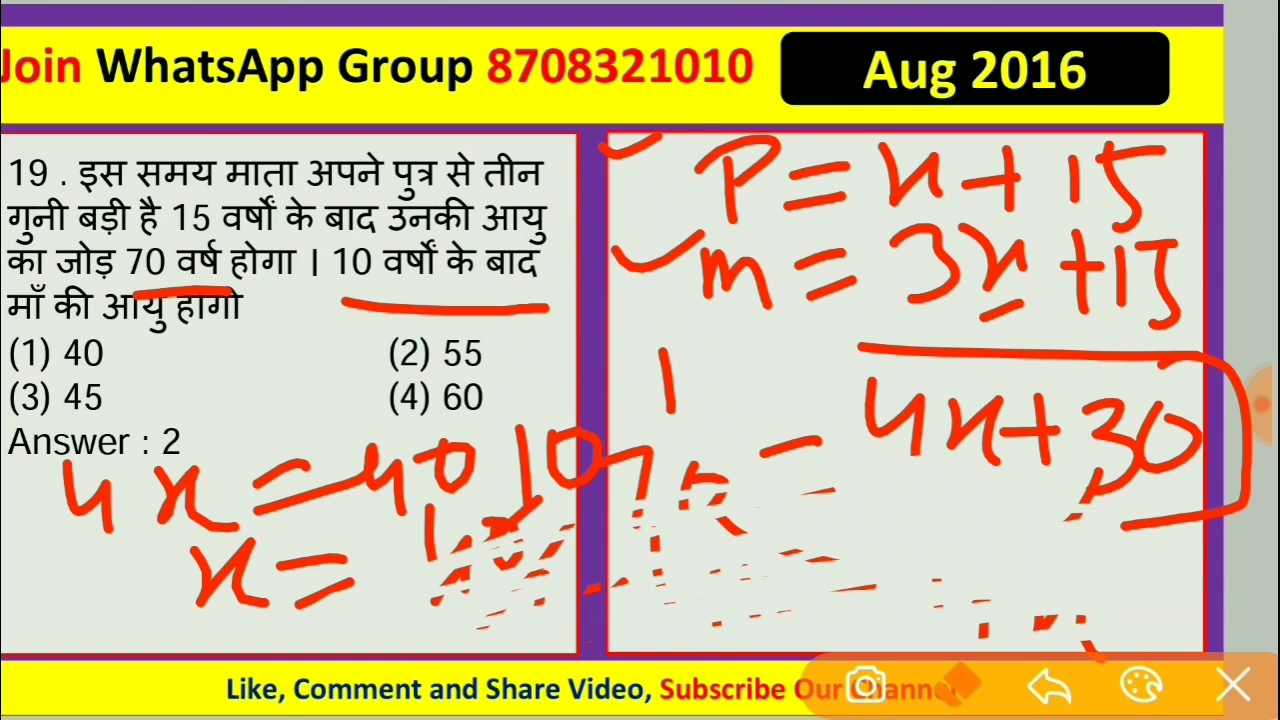 Join WhatsApp Group 8708321010
Aug 2016
19 . इस समय माता अपने पुत्र से तीन
गुनी बड़ी है 15 वर्षों के बाद उनकी आयु
का जोड़ 70 वर्ष होगा । 10 वर्षों के बाद
माँ की आयु होगी
(1) 40 (2) 55
(3) 45 (4) 60
Answer : 2
P = x + 15
m = 3x + 15
4x + 30
4x = 40
x =
Like, Comment and Share Video, Subscribe Our Channel